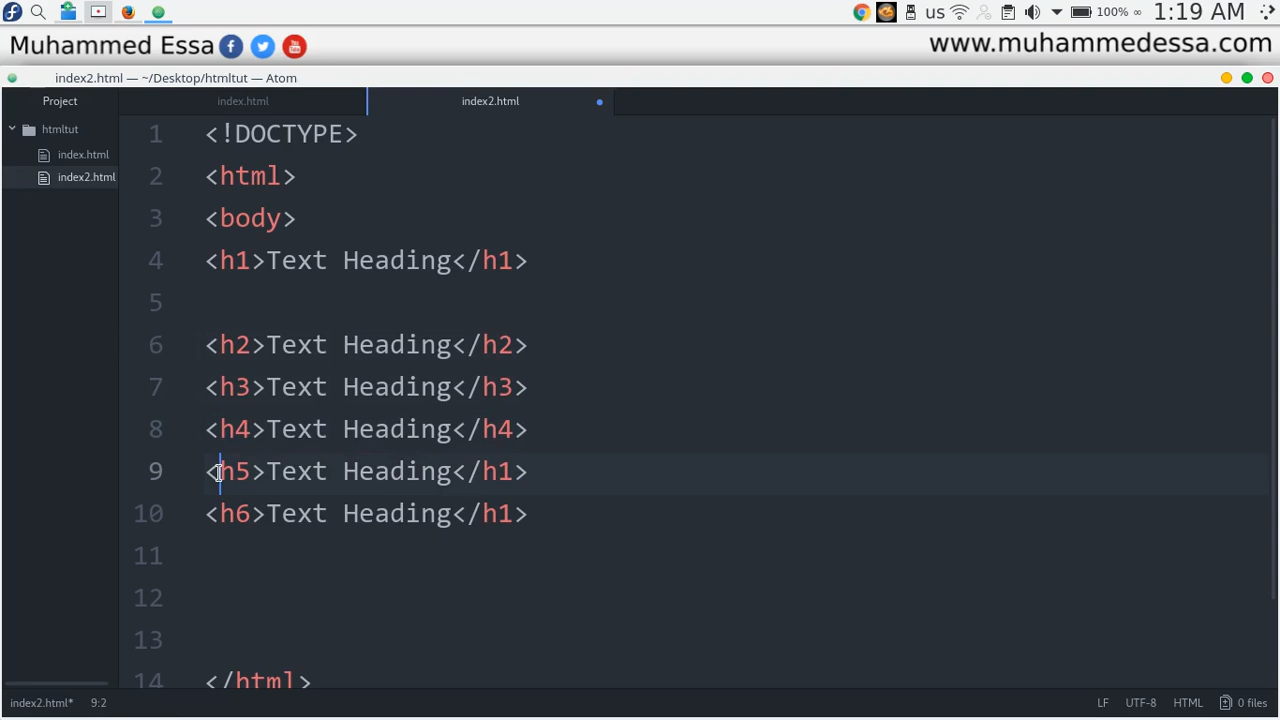 us 100% ∞ 1:19 AM
Muhammed Essa www.muhammedessa.com
index2.html — ~/Desktop/htmltut — Atom
Project index.html index2.html
htmltut
index.html
index2.html
1 <!DOCTYPE>
2 <html>
3 <body>
4 <h1>Text Heading</h1>
5
6 <h2>Text Heading</h2>
7 <h3>Text Heading</h3>
8 <h4>Text Heading</h4>
9 <h5>Text Heading</h1>
10 <h6>Text Heading</h1>
11
12
13
14 </html>
index2.html* 9:2 LF UTF-8 HTML 0 files